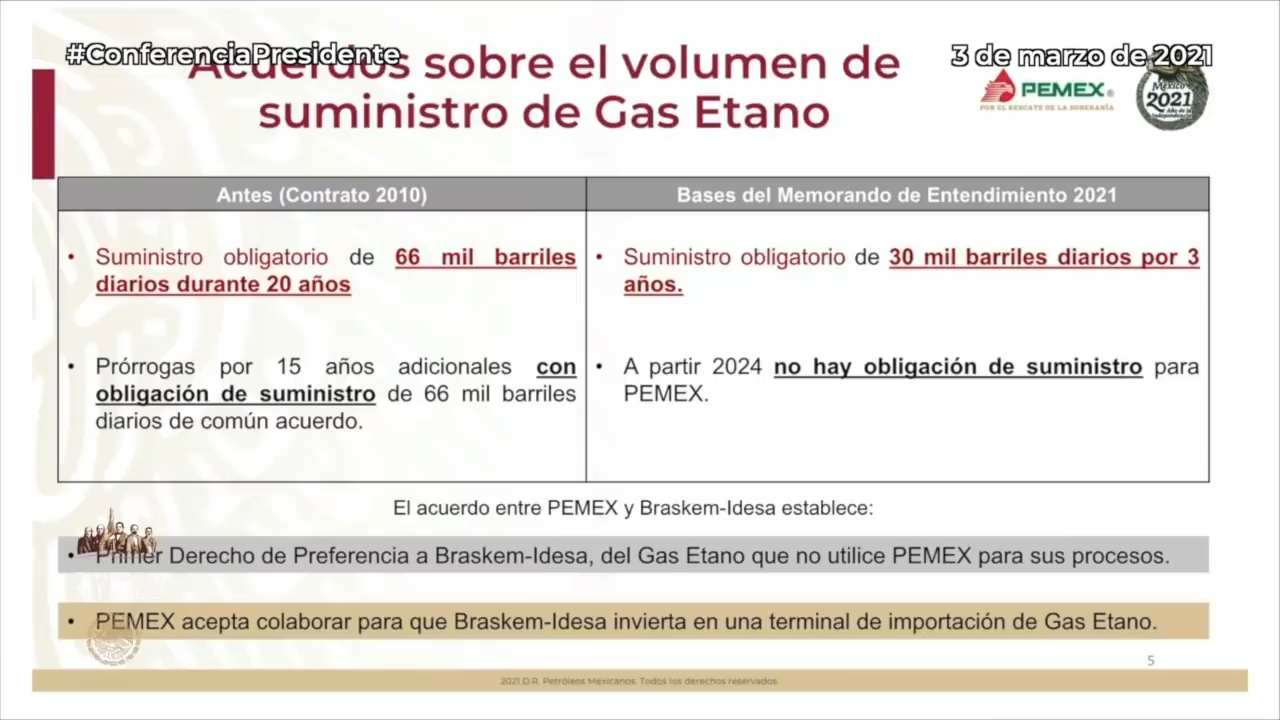 #ConferenciaPresidente
3 de marzo de 2021
Acuerdos sobre el volumen de
suministro de Gas Etano
PEMEX®
POR EL RESCATE DE LA SOBERANÍA
México
2021
Año de la
Independencia
Antes (Contrato 2010)
Bases del Memorando de Entendimiento 2021
• Suministro obligatorio de 66 mil barriles
diarios durante 20 años
• Prórrogas por 15 años adicionales con
obligación de suministro de 66 mil barriles
diarios de común acuerdo.
• Suministro obligatorio de 30 mil barriles diarios por 3
años.
• A partir 2024 no hay obligación de suministro para
PEMEX.
El acuerdo entre PEMEX y Braskem-Idesa establece:
• Primer Derecho de Preferencia a Braskem-Idesa, del Gas Etano que no utilice PEMEX para sus procesos.
• PEMEX acepta colaborar para que Braskem-Idesa invierta en una terminal de importación de Gas Etano.
5
2021 D.R. Petróleos Mexicanos. Todos los derechos reservados